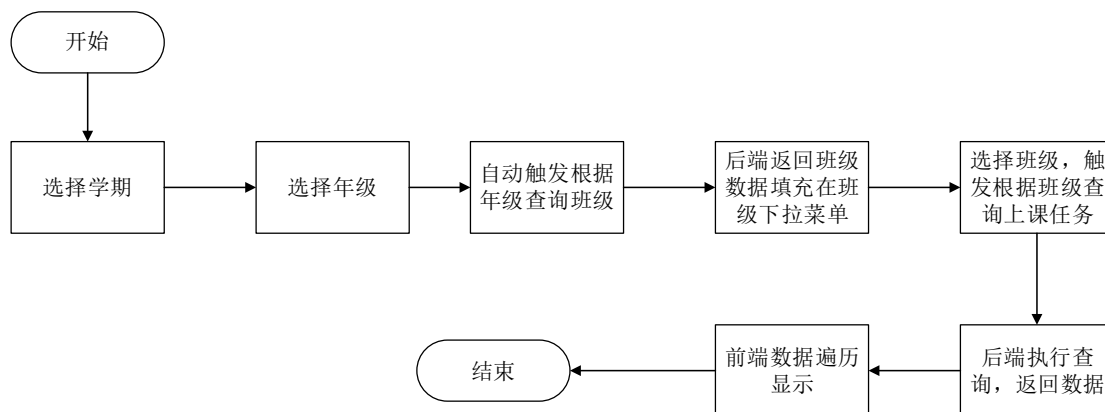 开始
选择学期
选择年级
自动触发根据
年级查询班级
后端返回班级
数据填充在班
级下拉菜单
选择班级，触
发根据班级查
询上课任务
后端执行查
询，返回数据
前端数据遍历
显示
结束